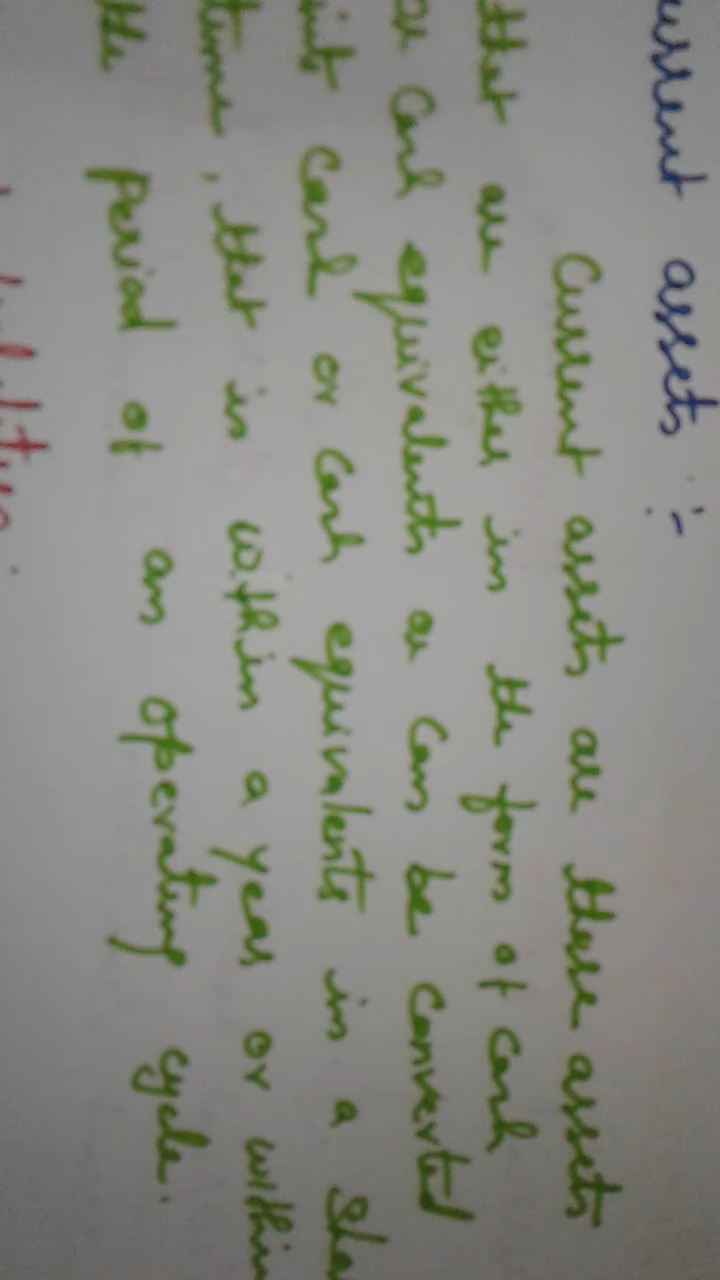 urrent assets :-
Current assets are those assets
that are either in the form of cash
or cash equivalents or can be converted
into cash or cash equivalents in a sho
time, that is within a year or within
the period of an operating cycle.